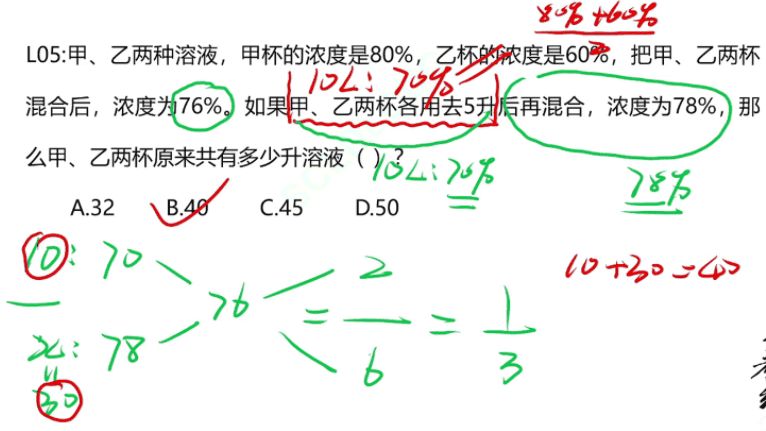 80%+60%
L05:甲、乙两种溶液，甲杯的浓度是80%，乙杯的浓度是60%，把甲、乙两杯
10L: 70%
混合后，浓度为76%。如果甲、乙两杯各用去5升后再混合，浓度为78%，那
么甲、乙两杯原来共有多少升溶液（ ）？
10L: 70%
78%
A.32 B.40 C.45 D.50
10: 70
76 = 2/6 = 1/3
x: 78
30
10+30=40